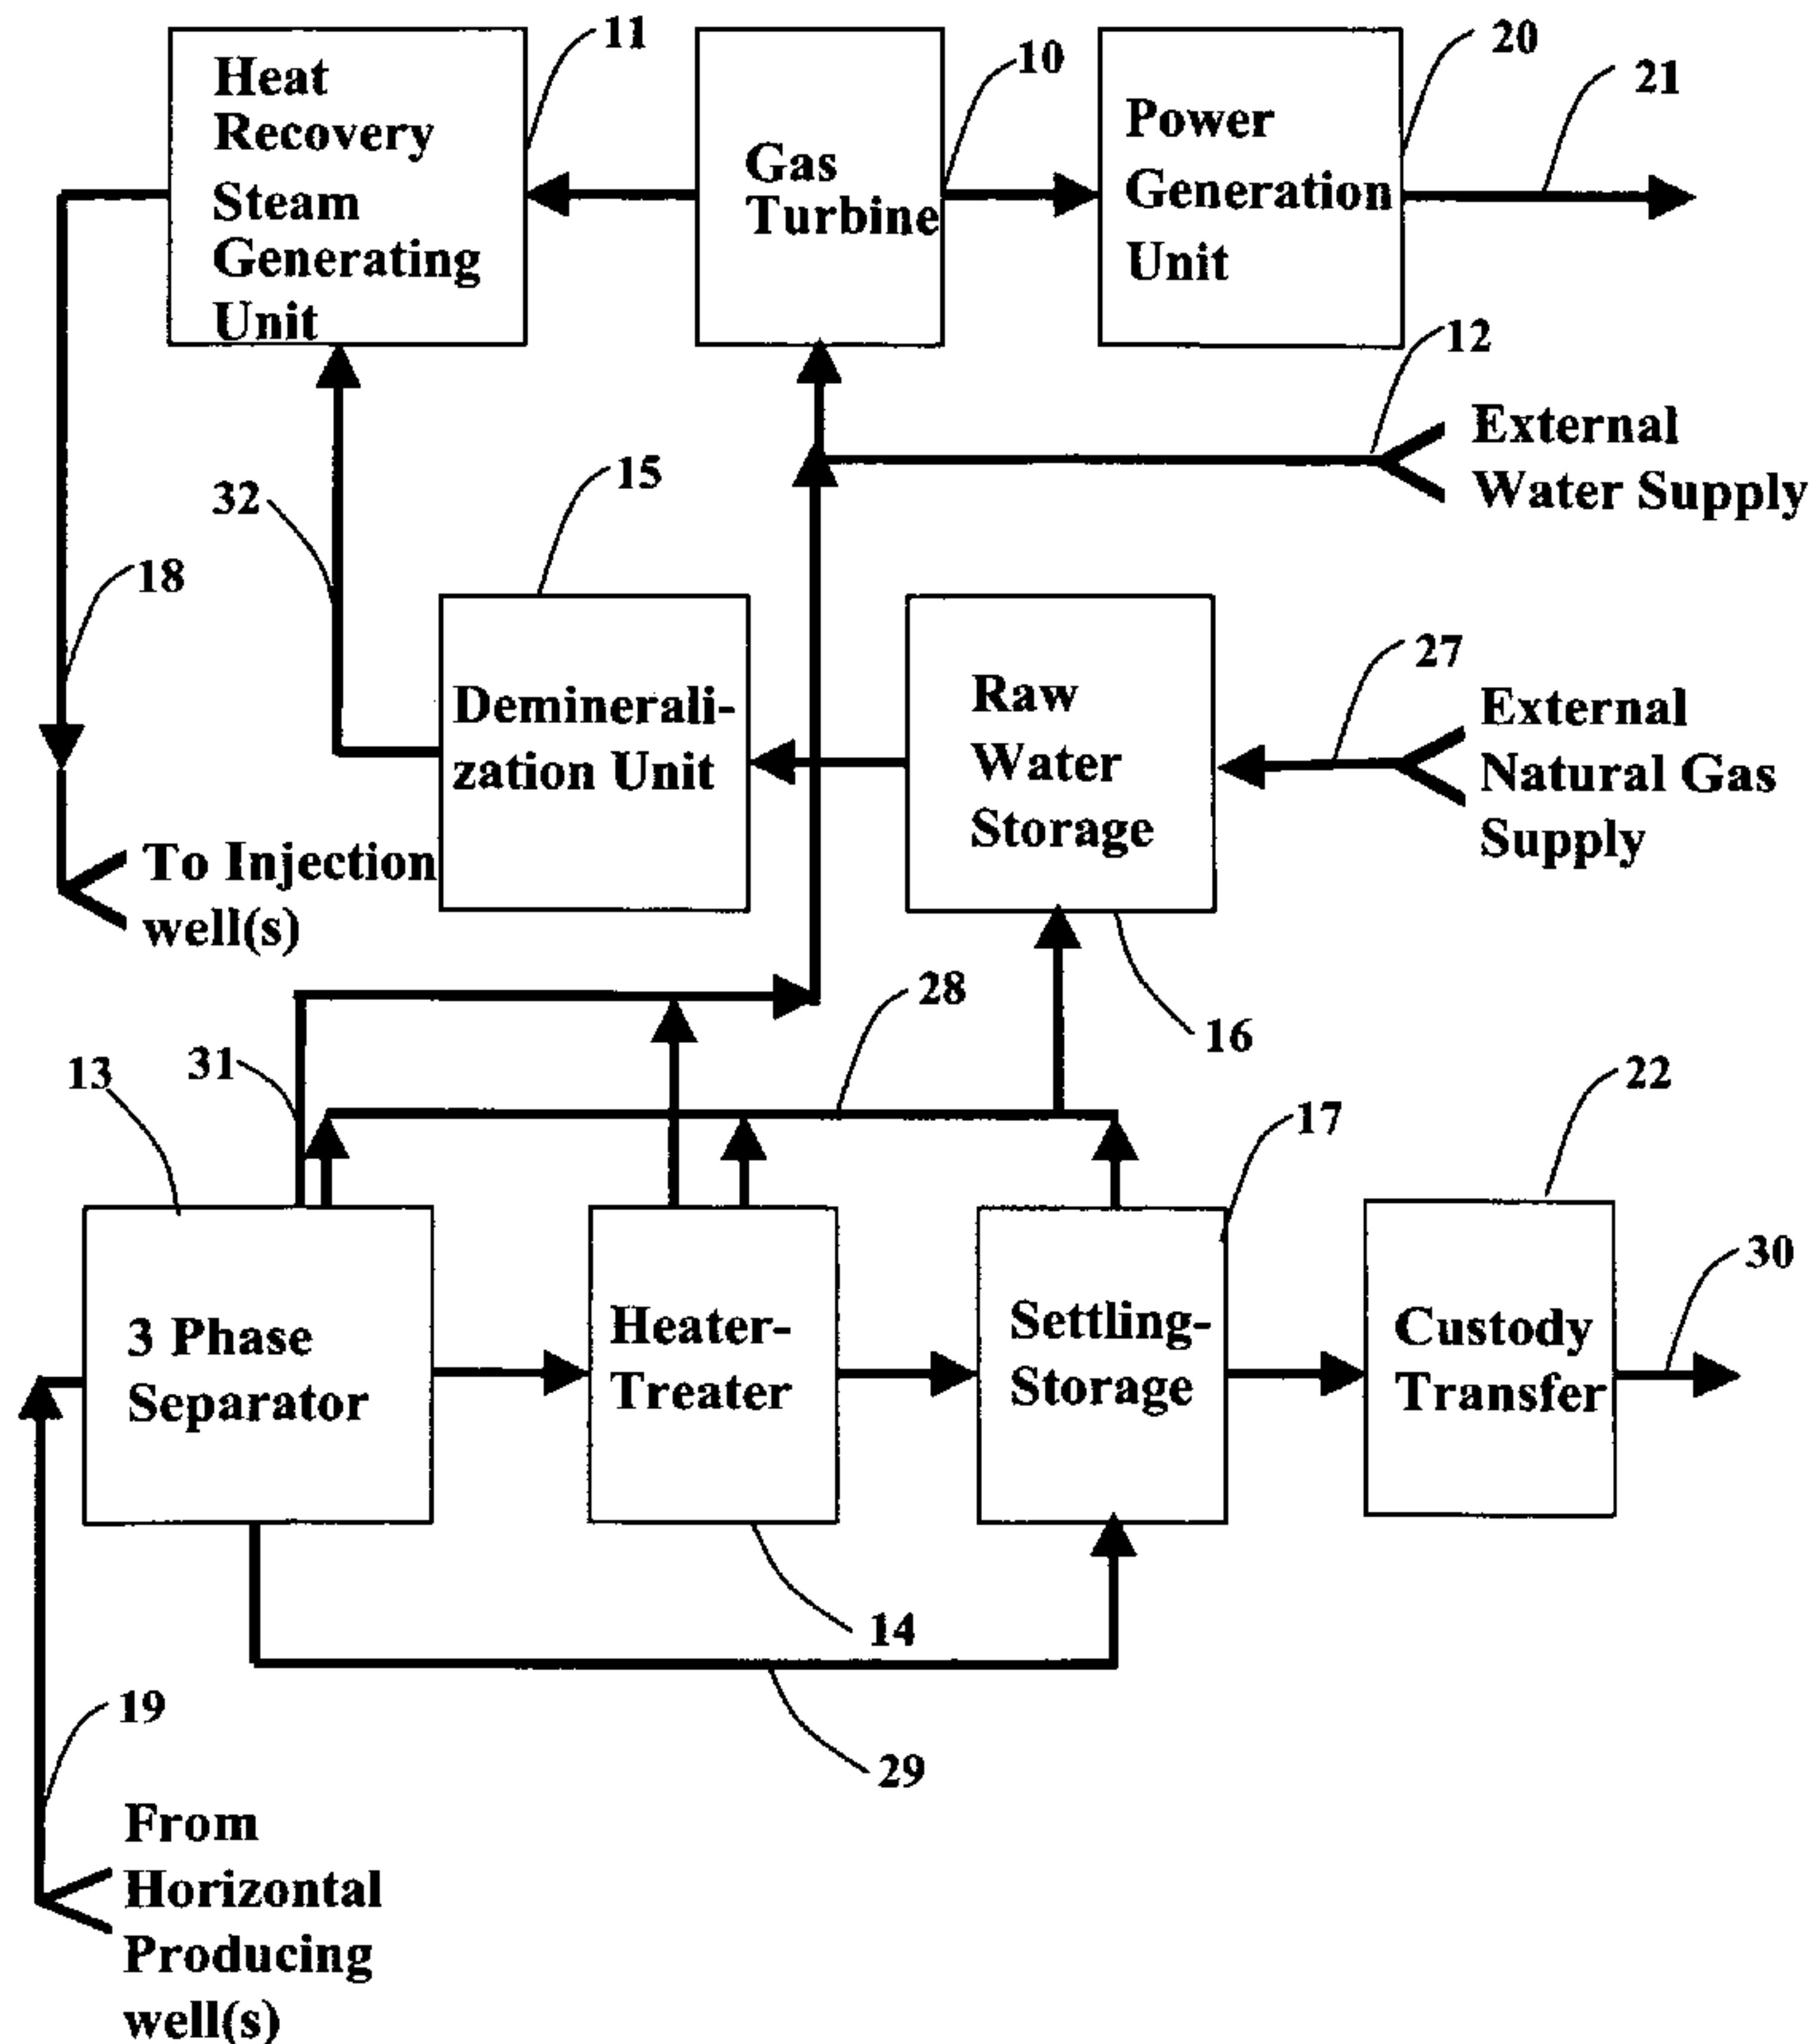 Heat
Recovery
Steam
Generating
Unit
11
Gas
Turbine
10
Power
Generation
Unit
20
21
12
External
Water Supply
32
15
18
Деminerali-
zation Unit
Raw
Water
Storage
27
External
Natural Gas
Supply
To Injection
well(s)
28
16
13
31
17
22
30
3 Phase
Separator
Heater-
Treater
Settling-
Storage
Custody
Transfer
14
19
29
From
Horizontal
Producing
well(s)